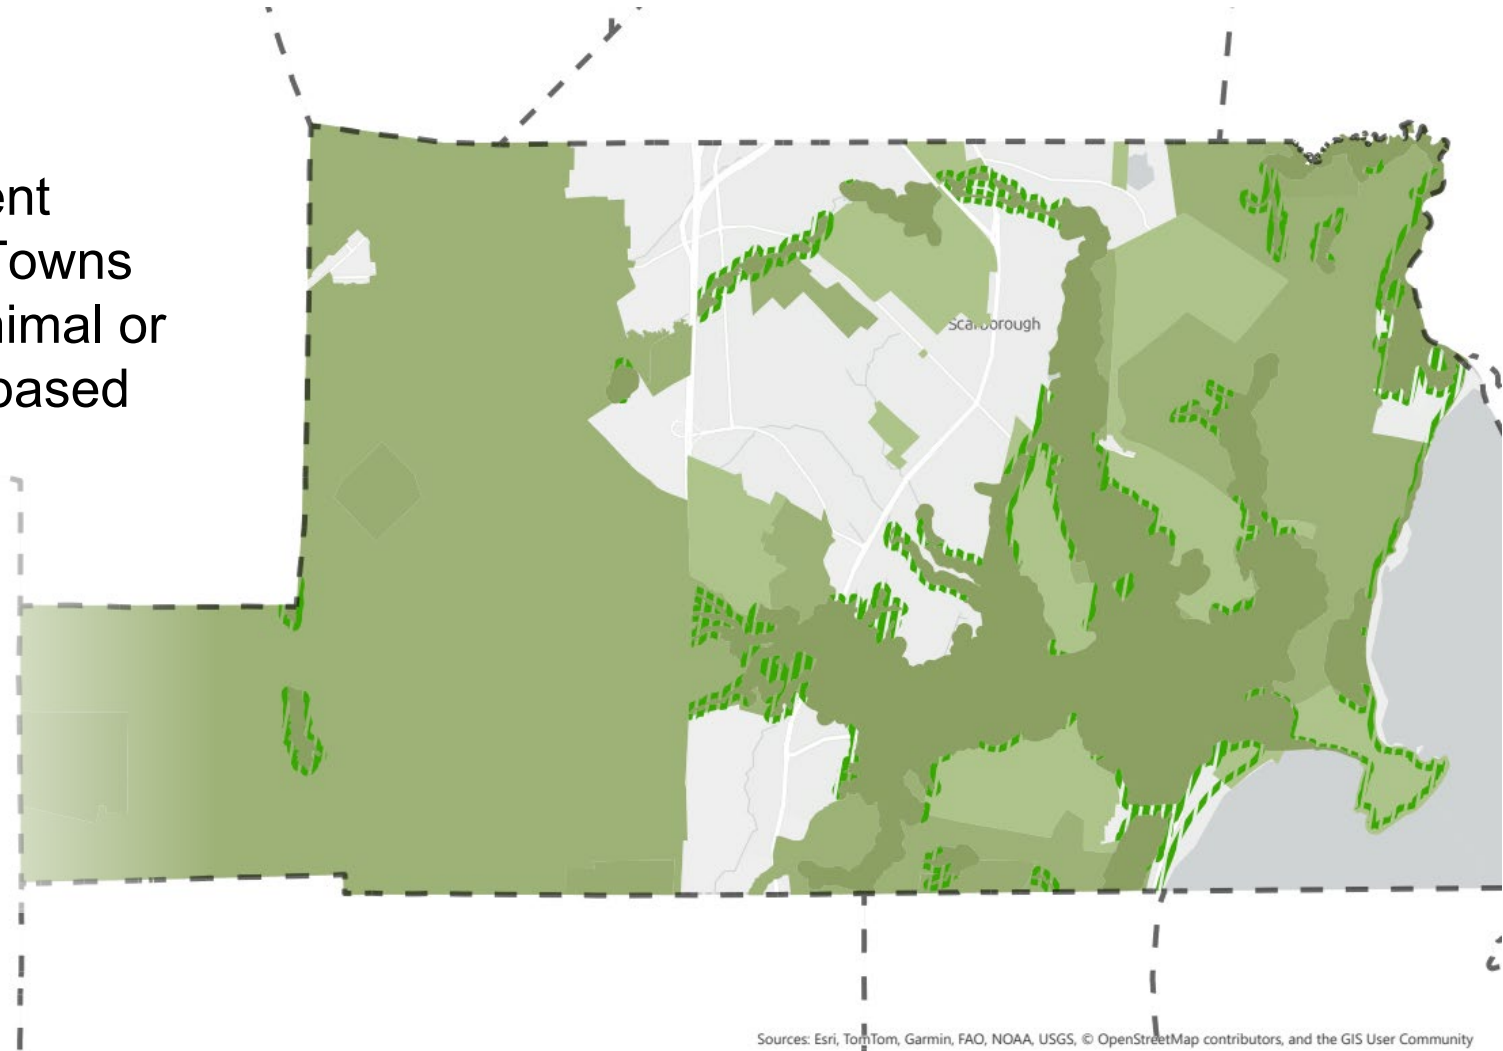 ent
Towns
nimal or
based
Scarborough
Sources: Esri, TomTom, Garmin, FAO, NOAA, USGS, © OpenStreetMap contributors, and the GIS User Community